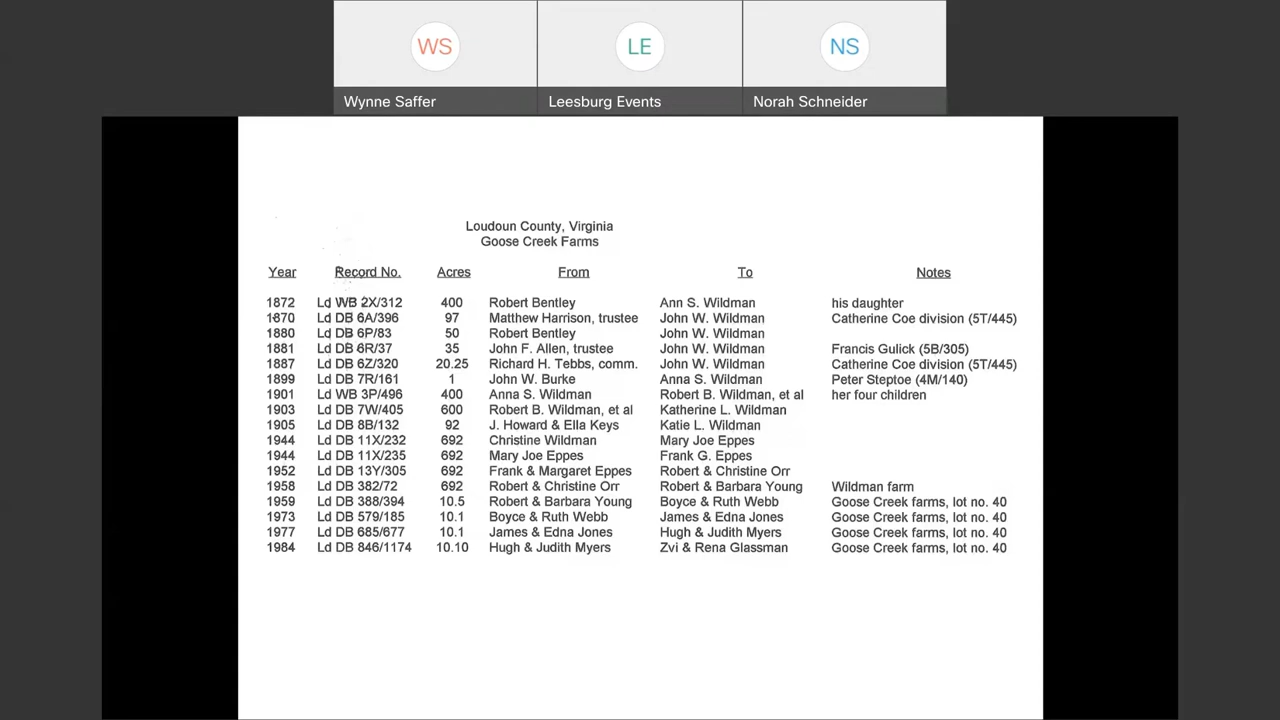 WS
LE
NS
Wynne Saffer
Leesburg Events
Norah Schneider
Loudoun County, Virginia
Goose Creek Farms
Year Record No. Acres From To Notes
1872 Ld WB 2X/312 400 Robert Bentley Ann S. Wildman his daughter
1870 Ld DB 6A/396 97 Matthew Harrison, trustee John W. Wildman Catherine Coe division (5T/445)
1880 Ld DB 6P/83 50 Robert Bentley John W. Wildman
1881 Ld DB 6R/37 35 John F. Allen, trustee John W. Wildman Francis Gulick (5B/305)
1887 Ld DB 6Z/320 20.25 Richard H. Tebbs, comm. John W. Wildman Catherine Coe division (5T/445)
1899 Ld DB 7R/161 1 John W. Burke Anna S. Wildman Peter Steptoe (4M/140)
1901 Ld WB 3P/496 400 Anna S. Wildman Robert B. Wildman, et al her four children
1903 Ld DB 7W/405 600 Robert B. Wildman, et al Katherine L. Wildman
1905 Ld DB 8B/132 92 J. Howard & Ella Keys Katie L. Wildman
1944 Ld DB 11X/232 692 Christine Wildman Mary Joe Eppes
1944 Ld DB 11X/235 692 Mary Joe Eppes Frank G. Eppes
1952 Ld DB 13Y/305 692 Frank & Margaret Eppes Robert & Christine Orr
1958 Ld DB 382/72 692 Robert & Christine Orr Robert & Barbara Young Wildman farm
1959 Ld DB 388/394 10.5 Robert & Barbara Young Boyce & Ruth Webb Goose Creek farms, lot no. 40
1973 Ld DB 579/185 10.1 Boyce & Ruth Webb James & Edna Jones Goose Creek farms, lot no. 40
1977 Ld DB 685/677 10.1 James & Edna Jones Hugh & Judith Myers Goose Creek farms, lot no. 40
1984 Ld DB 846/1174 10.10 Hugh & Judith Myers Zvi & Rena Glassman Goose Creek farms, lot no. 40